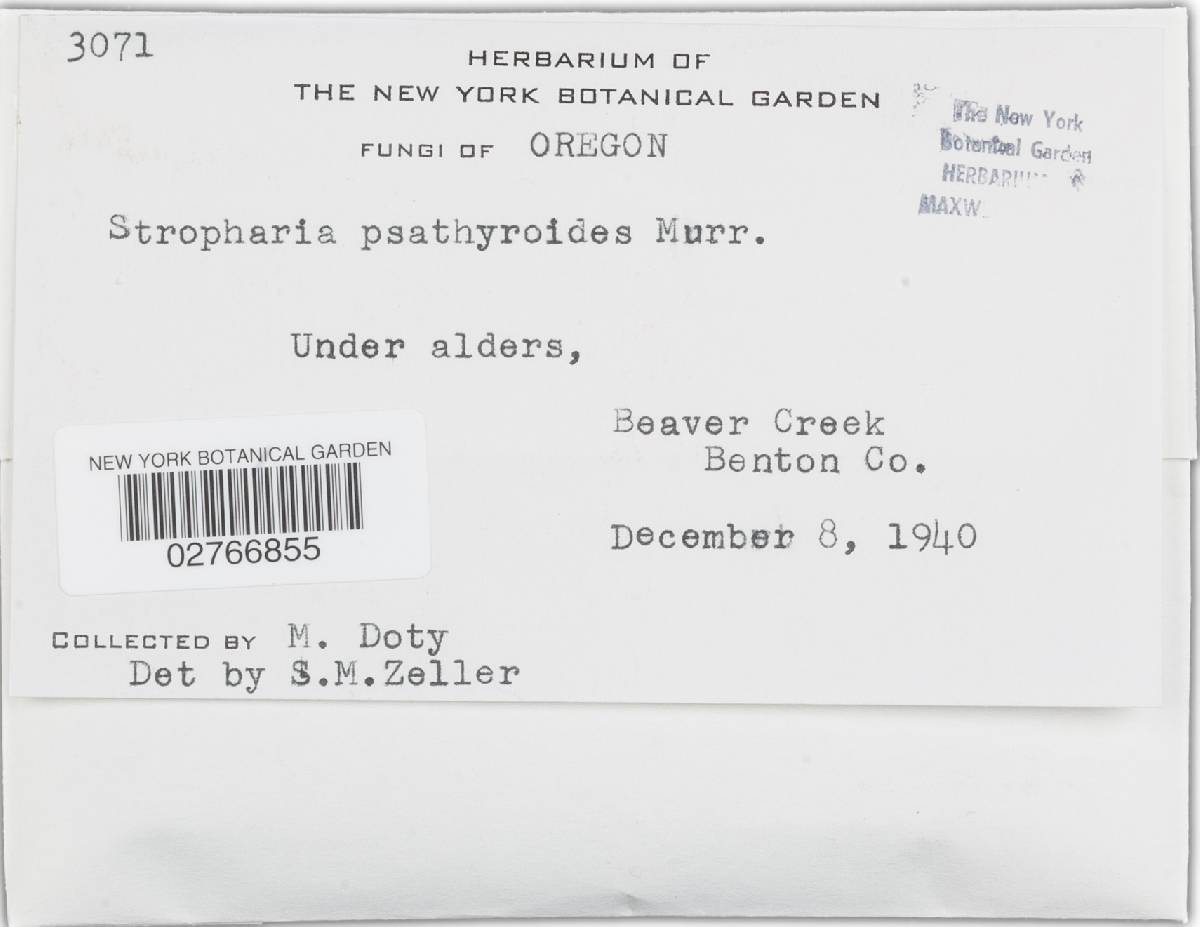 3071
HERBARIUM OF
THE NEW YORK BOTANICAL GARDEN
FUNGI OF OREGON
The New York
Botanical Garden
Stropharia psathyroides Murr.
Under alders,
Beaver Creek
Benton Co.
NEW YORK BOTANICAL GARDEN
02766855
December 8, 1940
COLLECTED BY M. Doty
Det by S.M.Zeller